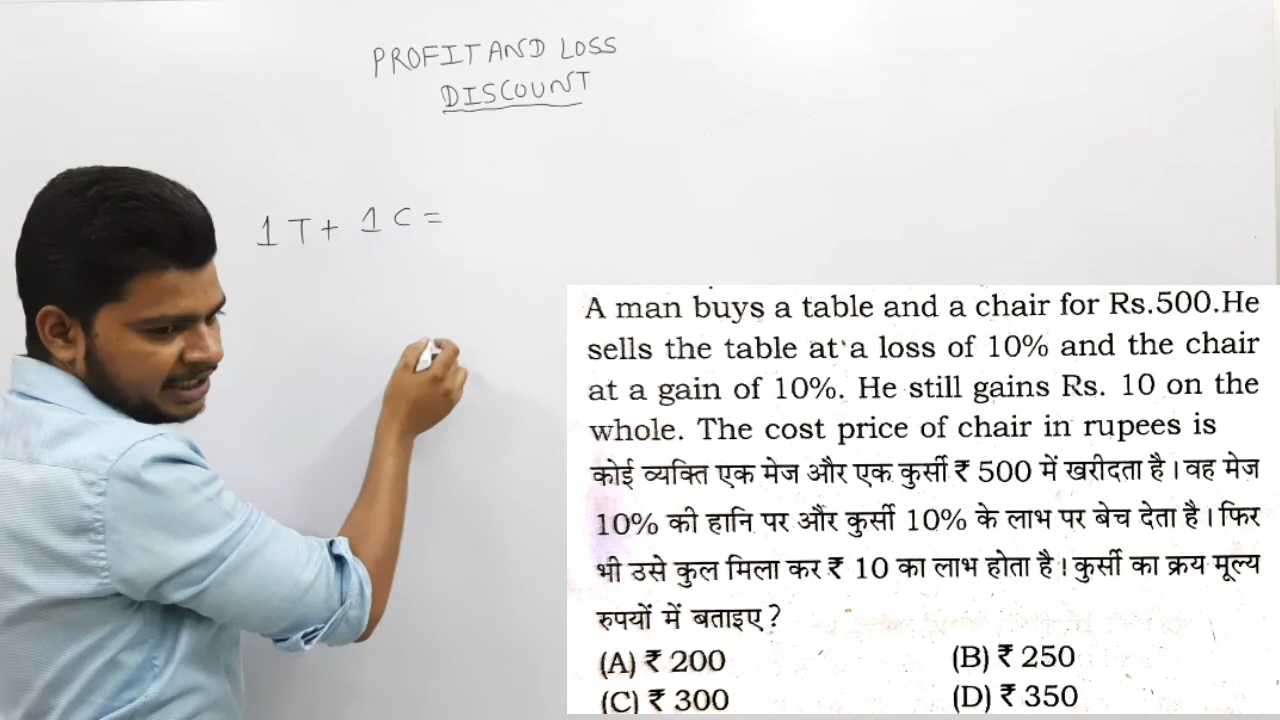 PROFIT AND LOSS
DISCOUNT
1 T + 1 C =
A man buys a table and a chair for Rs.500.He
sells the table at a loss of 10% and the chair
at a gain of 10%. He still gains Rs. 10 on the
whole. The cost price of chair in rupees is
कोई व्यक्ति एक मेज और एक कुर्सी ₹ 500 में खरीदता है। वह मेज
10% की हानि पर और कुर्सी 10% के लाभ पर बेच देता है। फिर
भी उसे कुल मिला कर ₹ 10 का लाभ होता है। कुर्सी का क्रय मूल्य
रुपयों में बताइए?
(A) ₹ 200 (B) ₹ 250
(C) ₹ 300 (D) ₹ 350